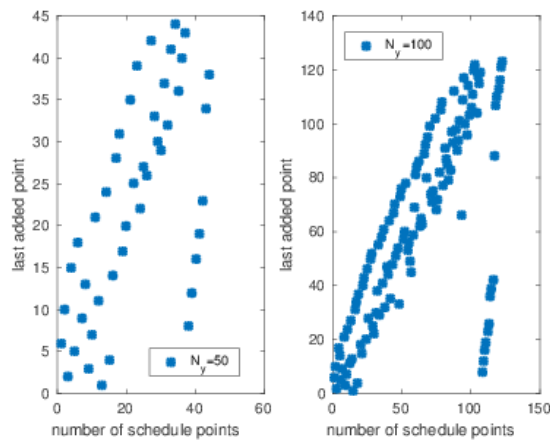 45
40
35
30
25
20
15
10
5
0
last added point
0 20 40 60
number of schedule points
N_y=50
140
120
100
80
60
40
20
0
last added point
0 50 100 150
number of schedule points
N_y=100